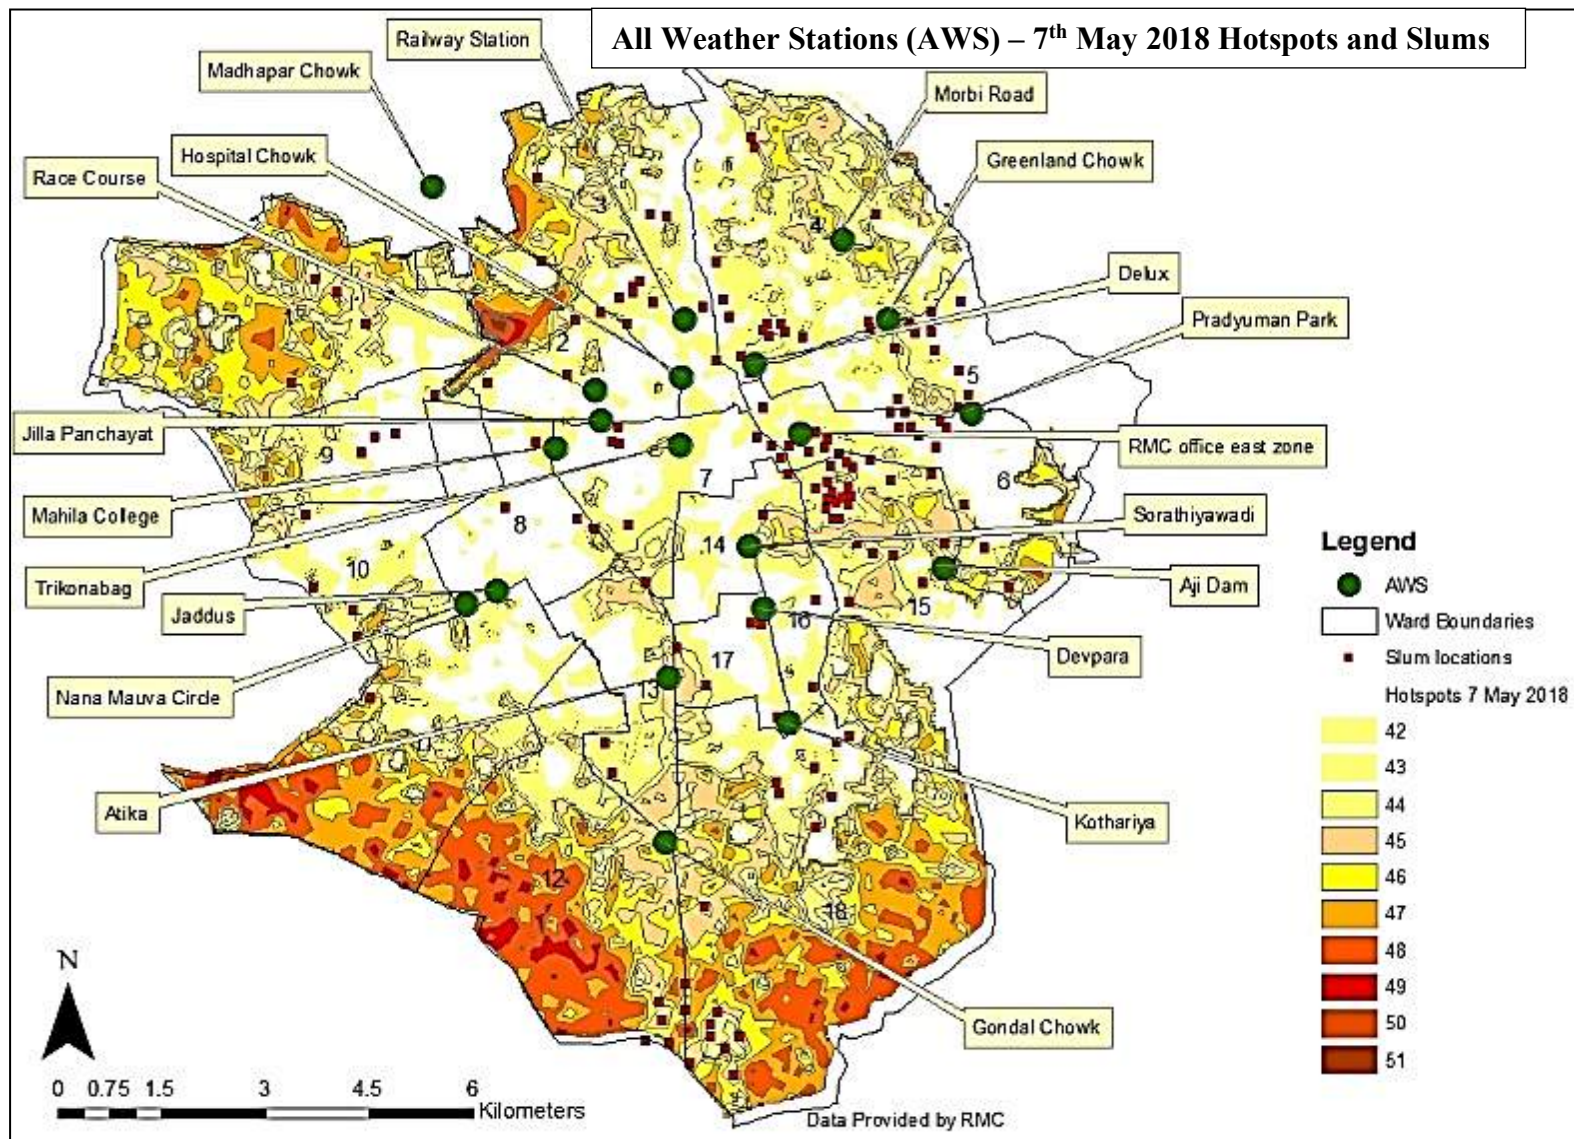 All Weather Stations (AWS) – 7th May 2018 Hotspots and Slums
Railway Station
Madhapar Chowk
Morbi Road
Hospital Chowk
Greenland Chowk
Race Course
Delux
Pradyuman Park
Jilla Panchayat
RMC office east zone
Mahila College
Sorathiyawadi
Trikonabag
Aji Dam
Jaddus
Devpara
Nana Mauva Circle
Atika
Kothariya
Gondal Chowk
3
4
2
5
9
7
6
8
14
10
15
16
17
13
12
18
Legend
AWS
Ward Boundaries
Slum locations
Hotspots 7 May 2018
42
43
44
45
46
47
48
49
50
51
N
0 0.75 1.5 3 4.5 6
Kilometers
Data Provided by RMC